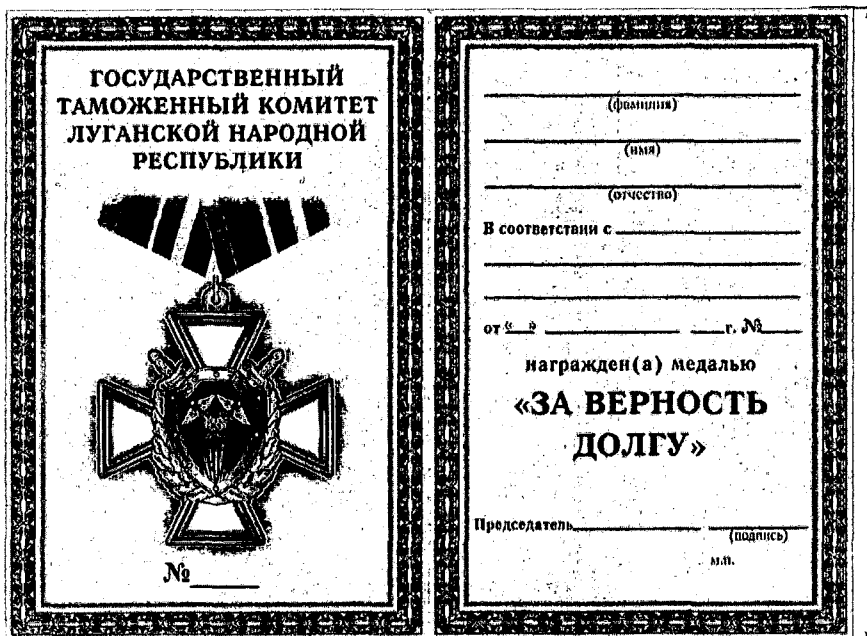 ГОСУДАРСТВЕННЫЙ
ТАМОЖЕННЫЙ КОМИТЕТ
ЛУГАНСКОЙ НАРОДНОЙ
РЕСПУБЛИКИ
№
(фамилия)
(имя)
(отчество)
В соответствии с
от « » г. №
награжден(а) медалью
«ЗА ВЕРНОСТЬ
ДОЛГУ»
Председатель
(подпись)
м.п.